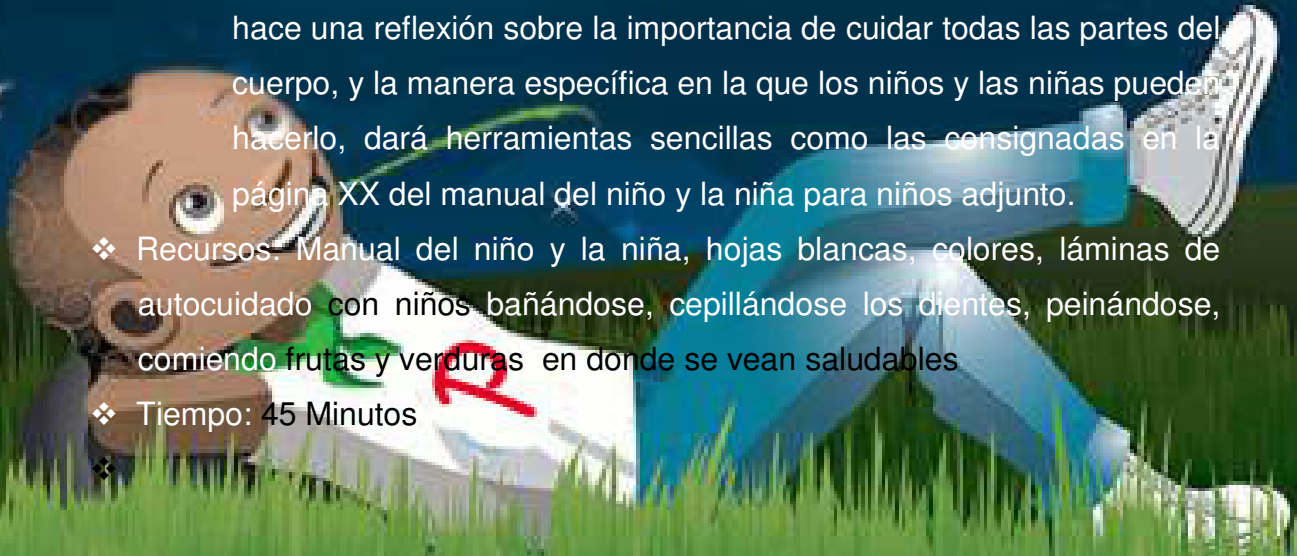 hace una reflexión sobre la importancia de cuidar todas las partes del
cuerpo, y la manera específica en la que los niños y las niñas pueden
hacerlo, dará herramientas sencillas como las consignadas en la
página XX del manual del niño y la niña para niños adjunto.
❖ Recursos: Manual del niño y la niña, hojas blancas, colores, láminas de
autocuidado con niños bañándose, cepillándose los dientes, peinándose,
comiendo frutas y verduras en donde se vean saludables
❖ Tiempo: 45 Minutos
❖